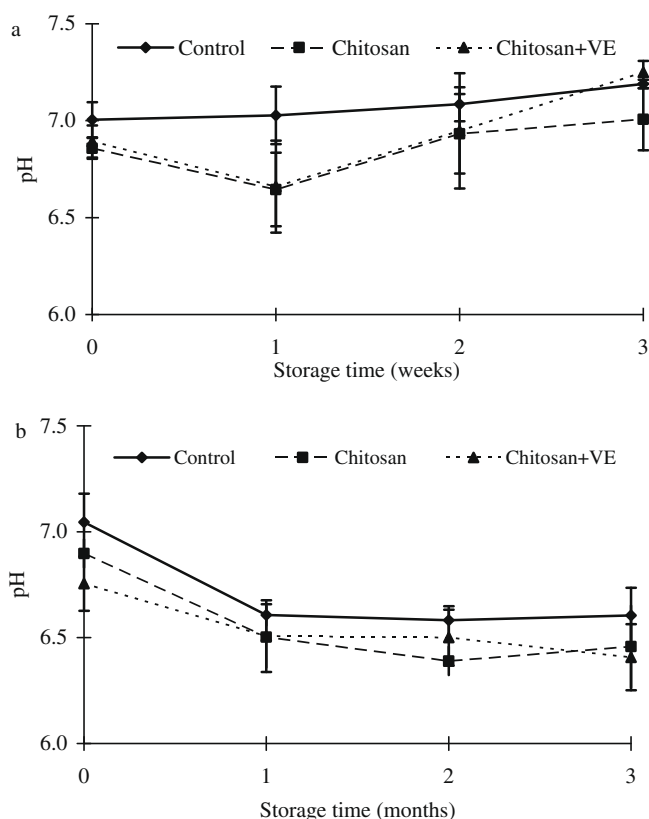 a
7.5
Control Chitosan Chitosan+VE
7.0
pH
6.5
6.0
0 1 2 3
Storage time (weeks)
b
7.5
Control Chitosan Chitosan+VE
7.0
pH
6.5
6.0
0 1 2 3
Storage time (months)